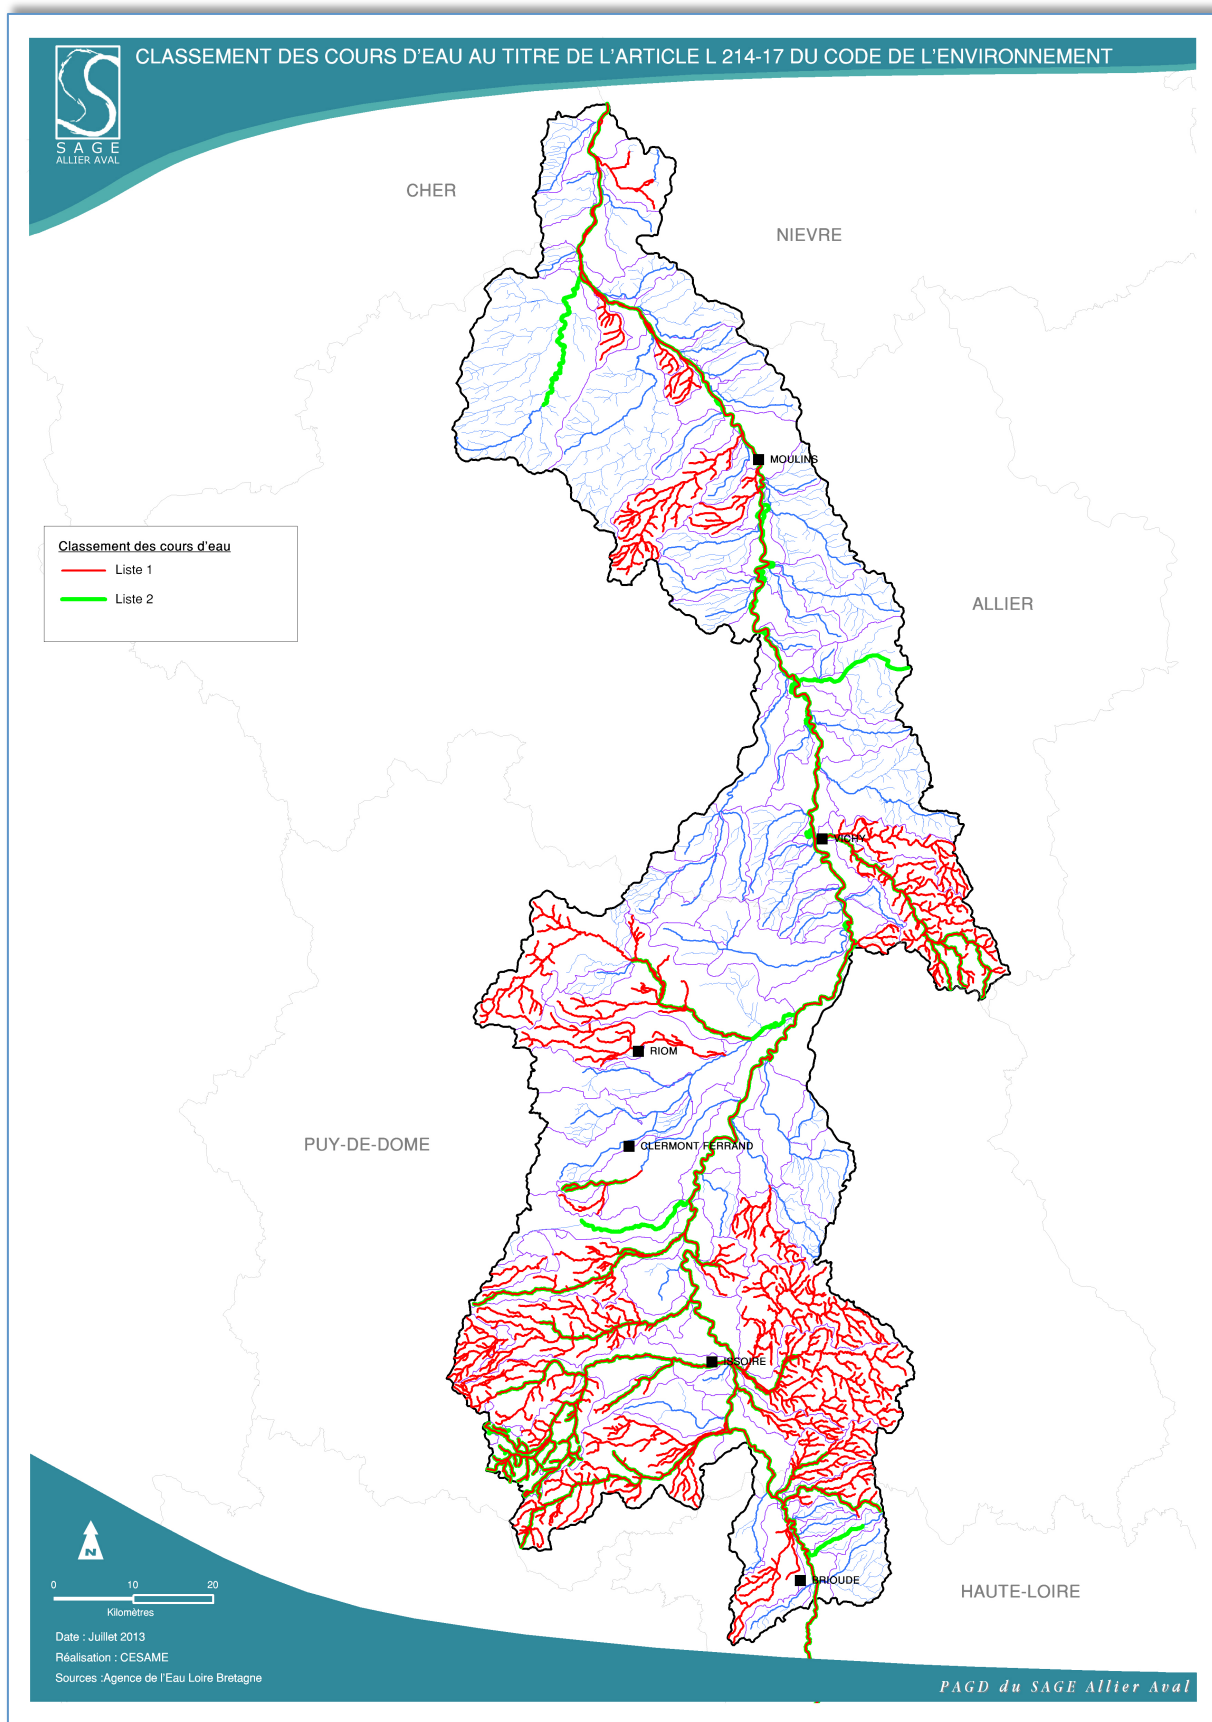 CLASSEMENT DES COURS D'EAU AU TITRE DE L'ARTICLE L 214-17 DU CODE DE L'ENVIRONNEMENT
SAGE
ALLIER AVAL
CHER
NIEVRE
MOULINS
Classement des cours d'eau
Liste 1
Liste 2
ALLIER
VICHY
RIOM
PUY-DE-DOME
CLERMONT FERRAND
ISSOIRE
N
BRIOUDE
HAUTE-LOIRE
0 10 20
Kilomètres
Date : Juillet 2013
Réalisation : CESAME
Sources :Agence de l'Eau Loire Bretagne
PAGD du SAGE Allier Aval